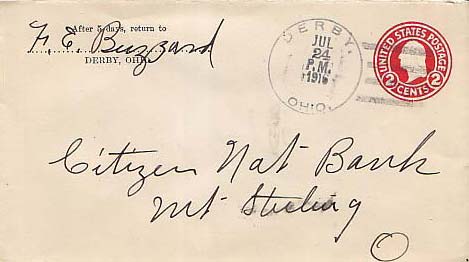 After 5 days, return to
F. E. Buzzard
DERBY, OHIO.
DERBY,
JUL
24
P.M.
OHIO.
UNITED STATES POSTAGE
2 CENTS 2
Citizen Nat Bank
Mt Sterling
O